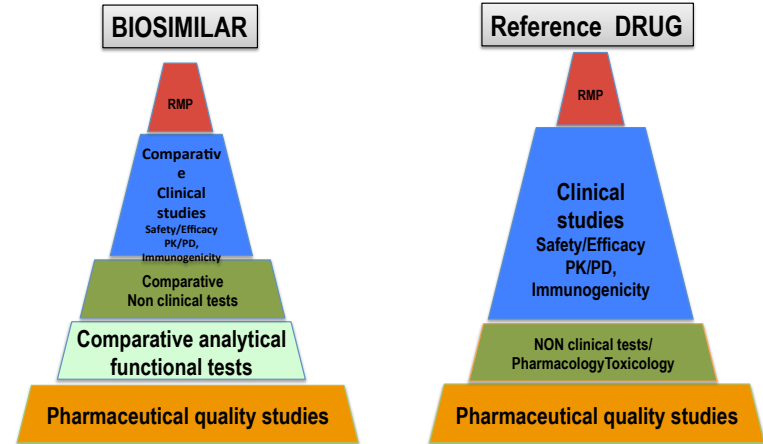 BIOSIMILAR
RMP
Comparativ
e
Clinical
studies
Safety/Efficacy
PK/PD,
Immunogenicity
Comparative
Non clinical tests
Comparative analytical
functional tests
Pharmaceutical quality studies
Reference DRUG
RMP
Clinical
studies
Safety/Efficacy
PK/PD,
Immunogenicity
NON clinical tests/
PharmacologyToxicology
Pharmaceutical quality studies